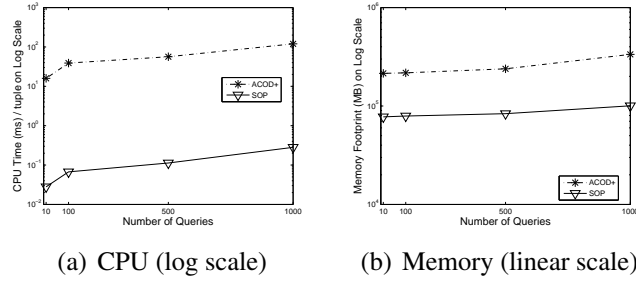 CPU Time (ms) / tuple on Log Scale
10³
10²
10¹
10⁰
10⁻¹
10⁻²
ACOD+
SOP
10 100 500 1000
Number of Queries
(a) CPU (log scale)
Memory Footprint (MB) on Log Scale
10⁶
10⁵
10⁴
ACOD+
SOP
10 100 500 1000
Number of Queries
(b) Memory (linear scale)